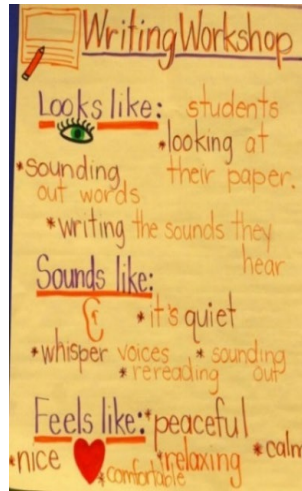 Writing Workshop
Looks like: students
*looking at
*sounding their paper.
out words
*writing the sounds they
hear
Sounds like:
*it's quiet
*whisper voices *sounding
*rereading out
Feels like: *peaceful
*nice *relaxing *calm
*comfortable